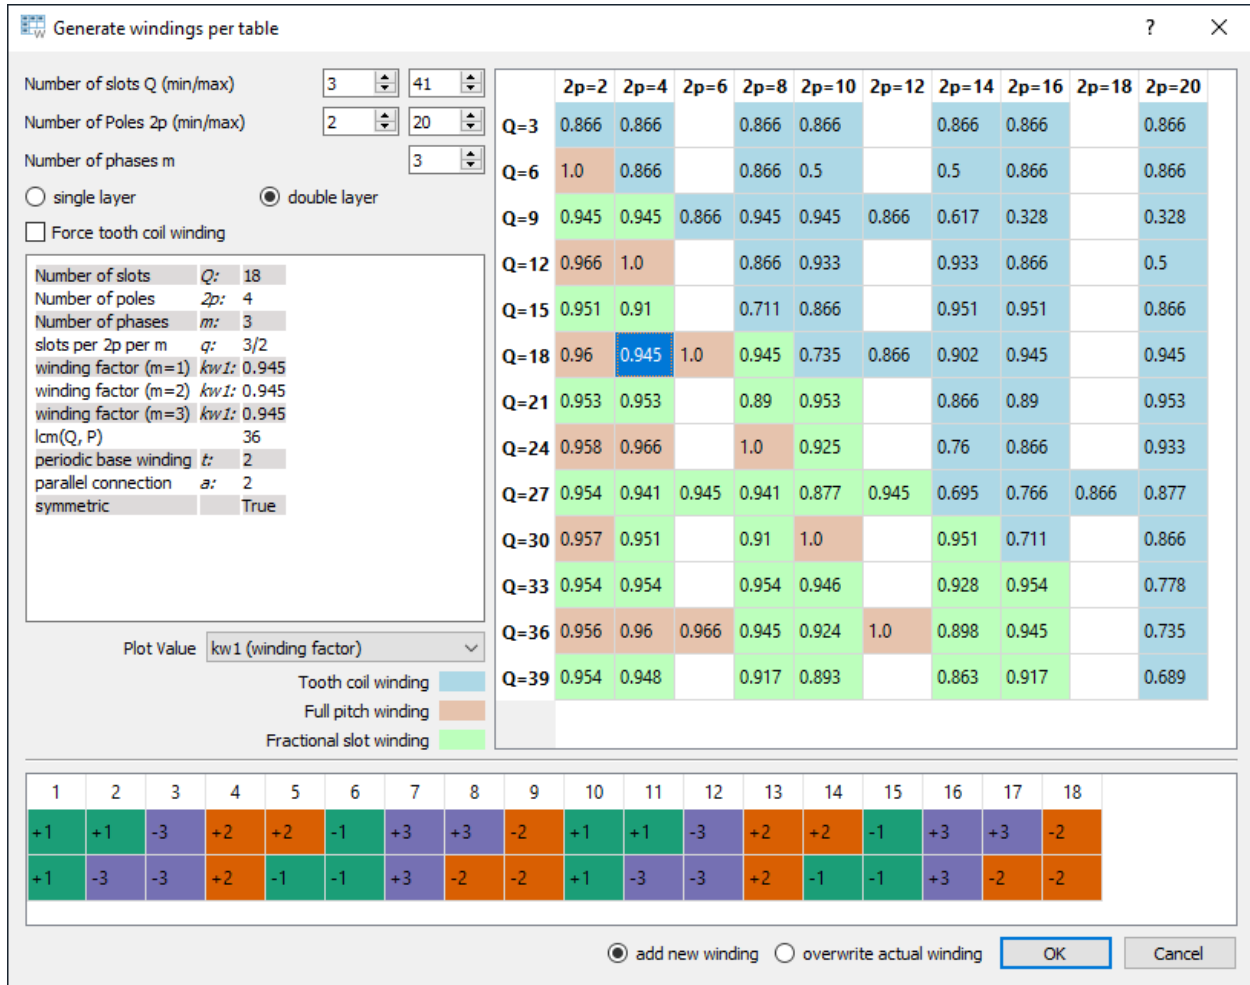 Generate windings per table ?
Number of slots Q (min/max) 3 41
Number of Poles 2p (min/max) 2 20
Number of phases m 3
single layer double layer
Force tooth coil winding
Number of slots Q: 18
Number of poles 2p: 4
Number of phases m: 3
slots per 2p per m q: 3/2
winding factor (m=1) kw1: 0.945
winding factor (m=2) kw1: 0.945
winding factor (m=3) kw1: 0.945
lcm(Q, P) 36
periodic base winding t: 2
parallel connection a: 2
symmetric True
Plot Value kw1 (winding factor)
Tooth coil winding
Full pitch winding
Fractional slot winding
2p=2 2p=4 2p=6 2p=8 2p=10 2p=12 2p=14 2p=16 2p=18 2p=20
Q=3 0.866 0.866 0.866 0.866 0.866 0.866 0.866
Q=6 1.0 0.866 0.866 0.5 0.5 0.866 0.866
Q=9 0.945 0.945 0.866 0.945 0.945 0.866 0.617 0.328 0.328
Q=12 0.966 1.0 0.866 0.933 0.933 0.866 0.5
Q=15 0.951 0.91 0.711 0.866 0.951 0.951 0.866
Q=18 0.96 0.945 1.0 0.945 0.735 0.866 0.902 0.945 0.945
Q=21 0.953 0.953 0.89 0.953 0.866 0.89 0.953
Q=24 0.958 0.966 1.0 0.925 0.76 0.866 0.933
Q=27 0.954 0.941 0.945 0.941 0.877 0.945 0.695 0.766 0.866 0.877
Q=30 0.957 0.951 0.91 1.0 0.951 0.711 0.866
Q=33 0.954 0.954 0.954 0.946 0.928 0.954 0.778
Q=36 0.956 0.96 0.966 0.945 0.924 1.0 0.898 0.945 0.735
Q=39 0.954 0.948 0.917 0.893 0.863 0.917 0.689
1 2 3 4 5 6 7 8 9 10 11 12 13 14 15 16 17 18
+1 +1 -3 +2 +2 -1 +3 +3 -2 +1 +1 -3 +2 +2 -1 +3 +3 -2
+1 -3 -3 +2 -1 -1 +3 -2 -2 +1 -3 -3 +2 -1 -1 +3 -2 -2
add new winding overwrite actual winding OK Cancel